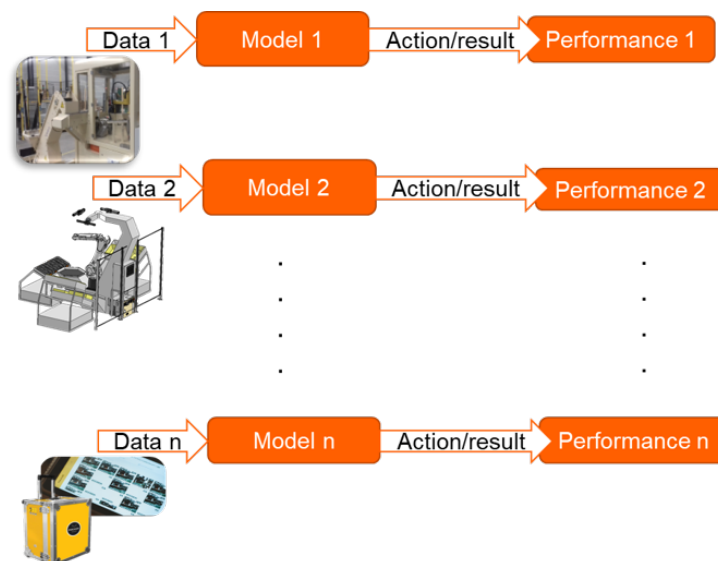 Data 1
Model 1
Action/result
Performance 1
Data 2
Model 2
Action/result
Performance 2
Data n
Model n
Action/result
Performance n